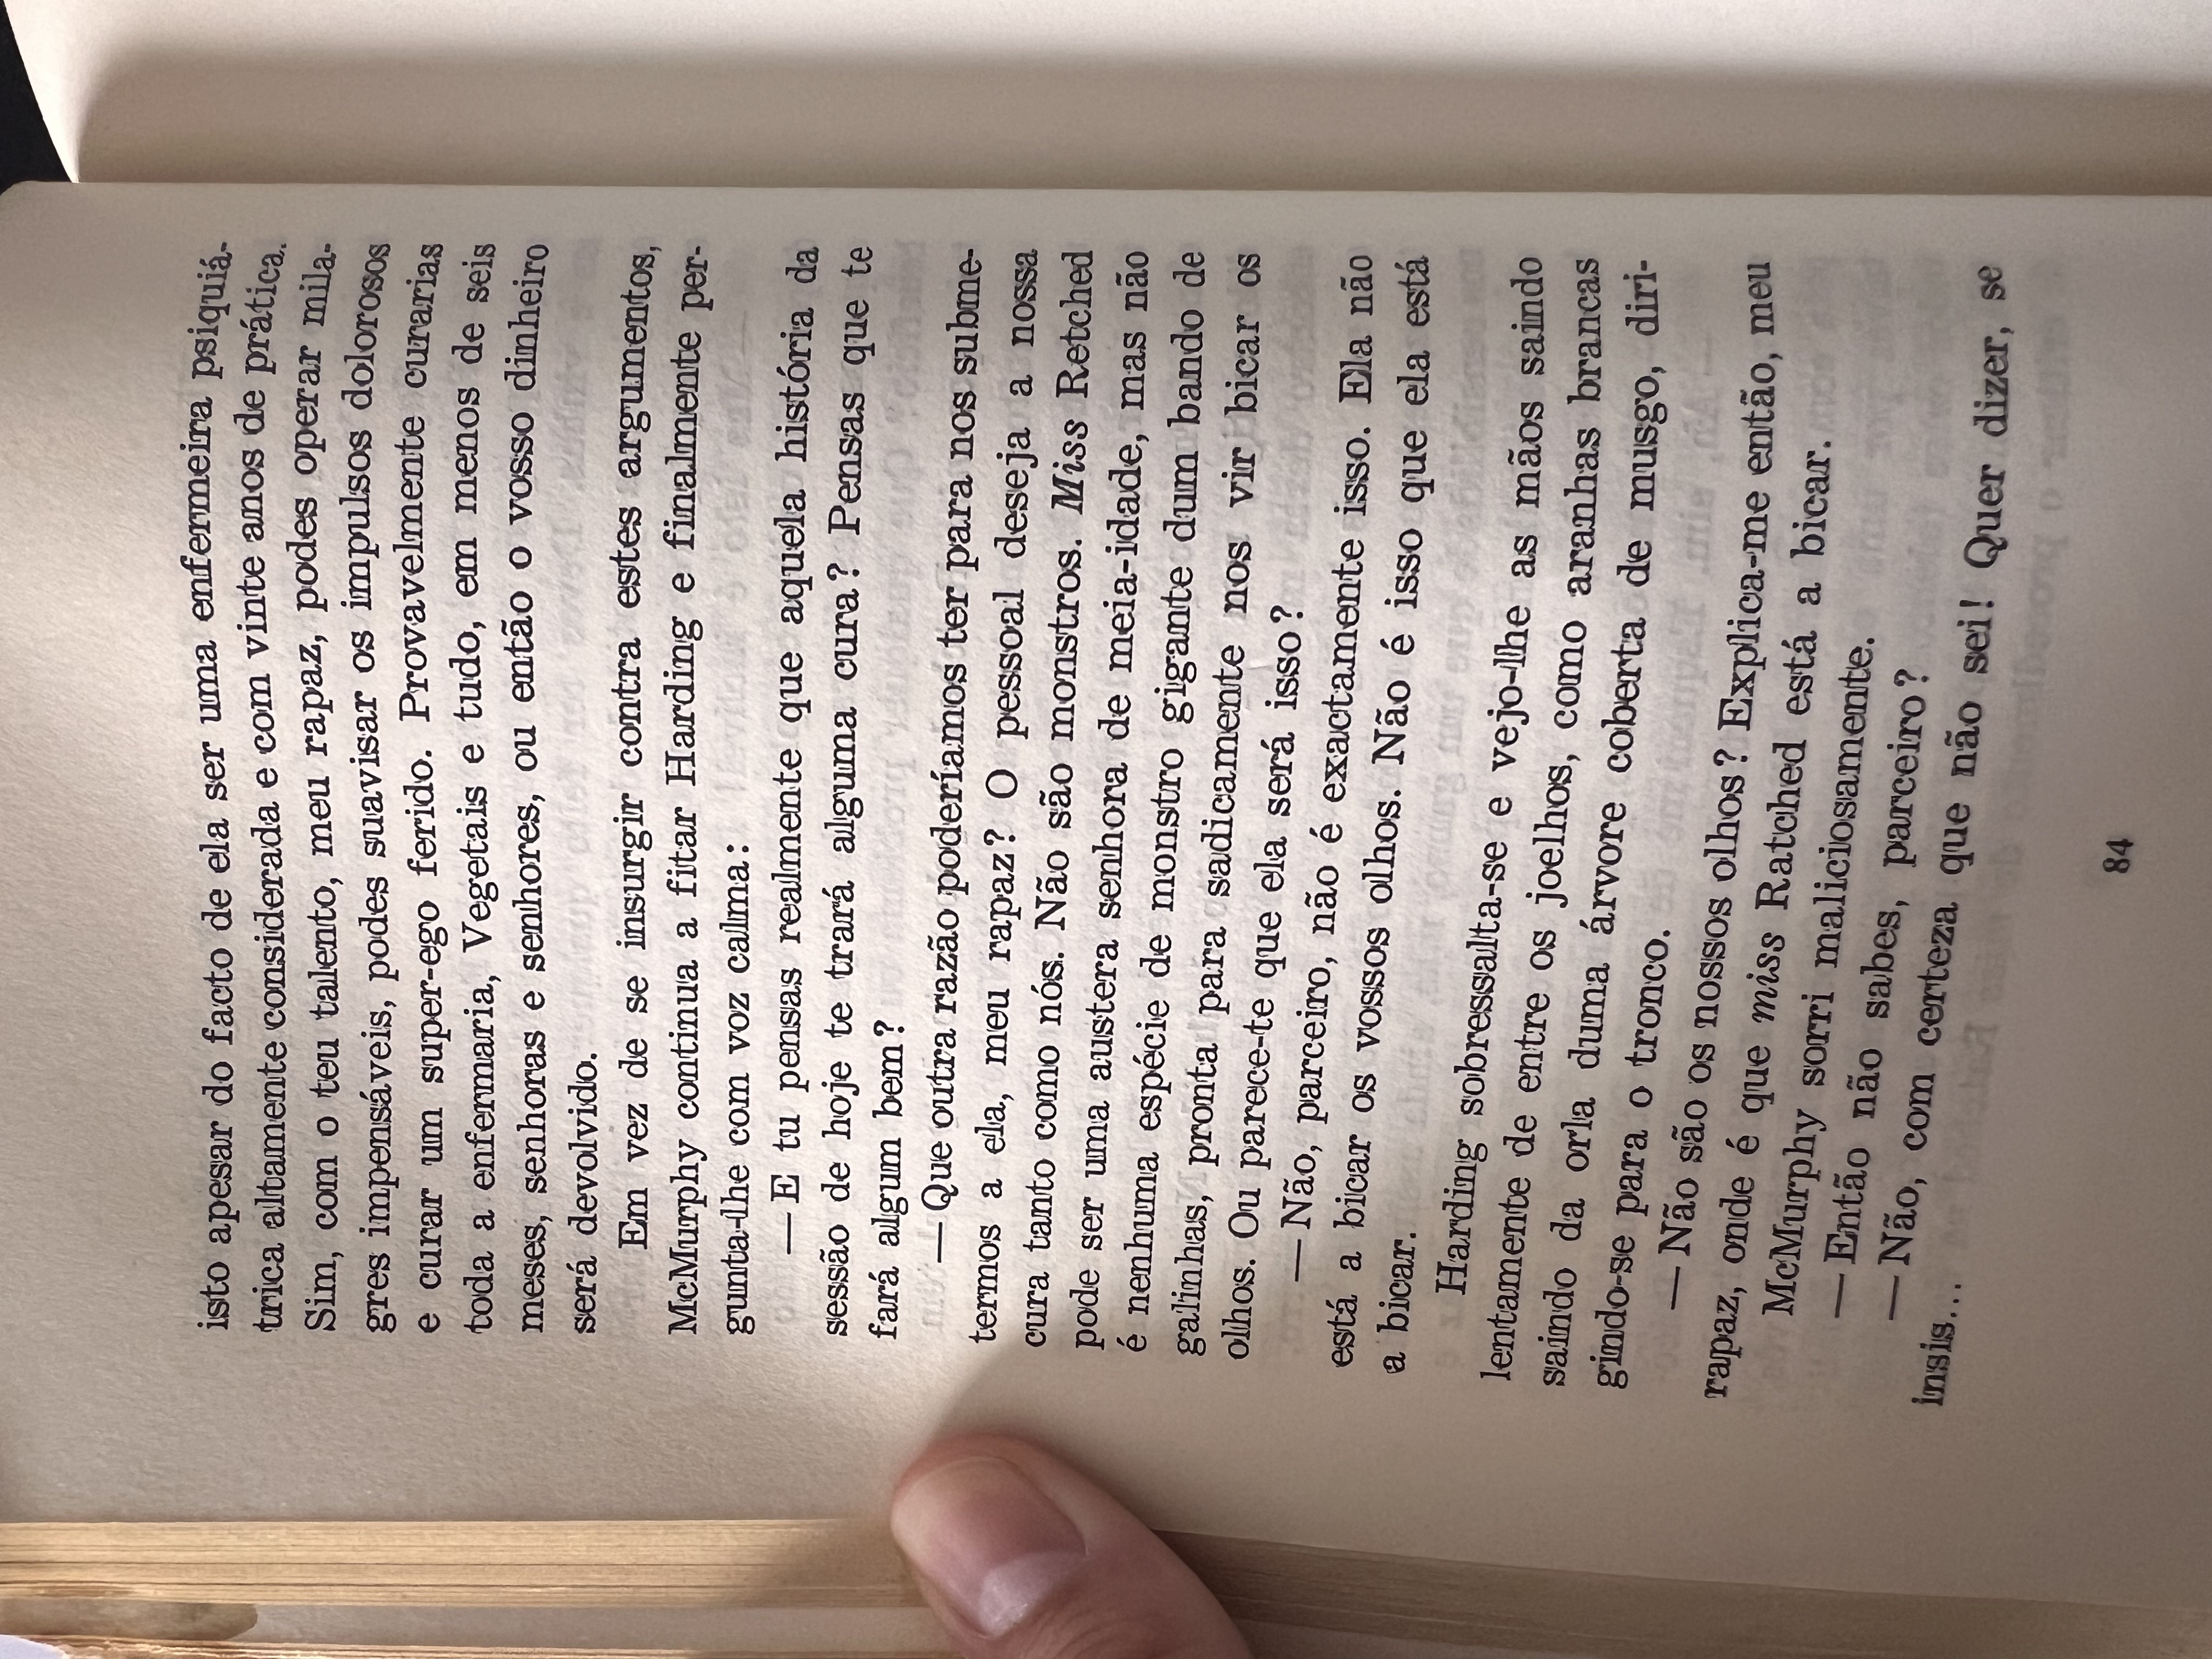 isto apesar do facto de ela ser uma enfermeira psiquiá-
trica altamente considerada e com vinte anos de prática.
Sim, com o teu talento, meu rapaz, podes operar mila-
gres impensáveis, podes suavisar os impulsos dolorosos
e curar um super-ego ferido. Provavelmente curarias
toda a enfermaria, Vegetais e tudo, em menos de seis
meses, senhoras e senhores, ou então o vosso dinheiro
será devolvido.
Em vez de se insurgir contra estes argumentos,
McMurphy continua a fitar Harding e finalmente per-
gunta-lhe com voz calma:
— E tu pensas realmente que aquela história da
sessão de hoje te trará alguma cura? Pensas que te
fará algum bem?
— Que outra razão poderíamos ter para nos subme-
termos a ela, meu rapaz? O pessoal deseja a nossa
cura tanto como nós. Não são monstros. Miss Retched
pode ser uma austera senhora de meia-idade, mas não
é nenhuma espécie de monstro gigante dum bando de
galinhas, pronta para sadicamente nos vir bicar os
olhos. Ou parece-te que ela será isso?
— Não, parceiro, não é exactamente isso. Ela não
está a bicar os vossos olhos. Não é isso que ela está
a bicar.
Harding sobressalta-se e vejo-lhe as mãos saindo
lentamente de entre os joelhos, como aranhas brancas
saindo da orla duma árvore coberta de musgo, diri-
gindo-se para o tronco.
— Não são os nossos olhos? Explica-me então, meu
rapaz, onde é que miss Ratched está a bicar.
McMurphy sorri maliciosamente.
— Então não sabes, parceiro?
— Não, com certeza que não sei! Quer dizer, se
insis...
84